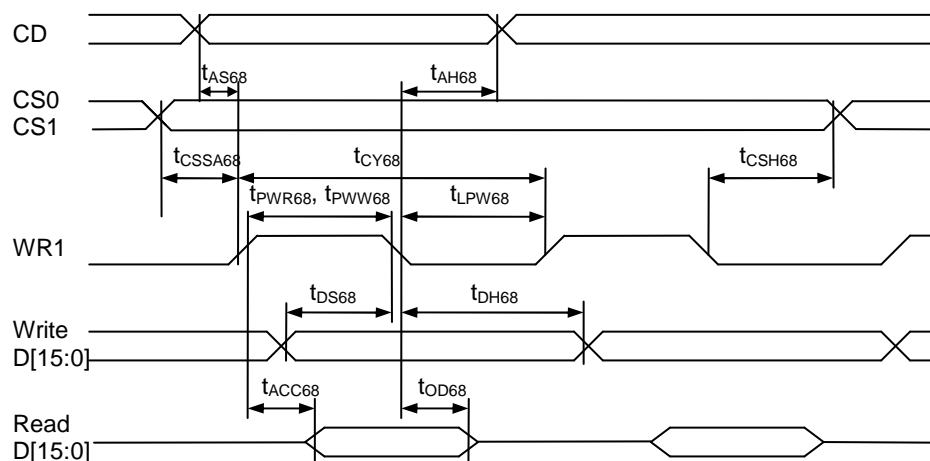 CD
tAS68 tAH68
CS0
CS1
tCSSA68 tCY68 tCSH68
tPWR68, tPWW68 tLPW68
WR1
tDS68 tDH68
Write
D[15:0]
tACC68 tOD68
Read
D[15:0]